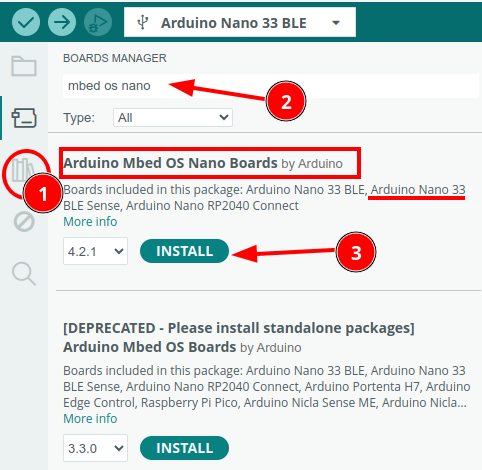 Arduino Nano 33 BLE
BOARDS MANAGER
mbed os nano
2
Type: All
Arduino Mbed OS Nano Boards by Arduino
1
Boards included in this package: Arduino Nano 33 BLE, Arduino Nano 33
BLE Sense, Arduino Nano RP2040 Connect
More info
4.2.1 INSTALL
3
[DEPRECATED - Please install standalone packages]
Arduino Mbed OS Boards by Arduino
Boards included in this package: Arduino Nano 33 BLE, Arduino Nano 33
BLE Sense, Arduino Nano RP2040 Connect, Arduino Portenta H7, Arduino
Edge Control, Raspberry Pi Pico, Arduino Nicla Sense ME, Arduino Nicla...
More info
3.3.0 INSTALL